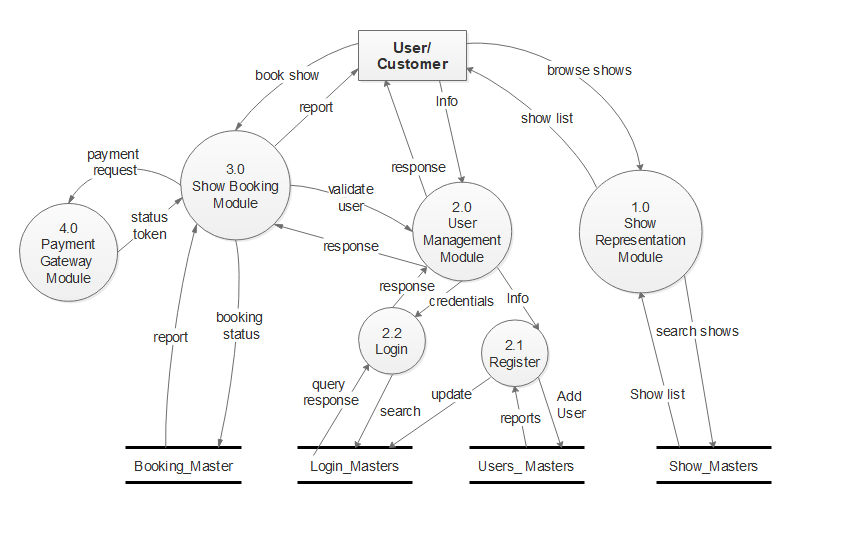 User/
Customer
book show
browse shows
report
Info
show list
payment
request
response
3.0
Show Booking
Module
validate
user
2.0
User
Management
Module
1.0
Show
Representation
Module
4.0
Payment
Gateway
Module
status
token
response
response
credentials
Info
booking
status
report
2.2
Login
2.1
Register
search shows
query
response
search
update
reports
Add
User
Show list
Booking_Master
Login_Masters
Users_ Masters
Show_Masters